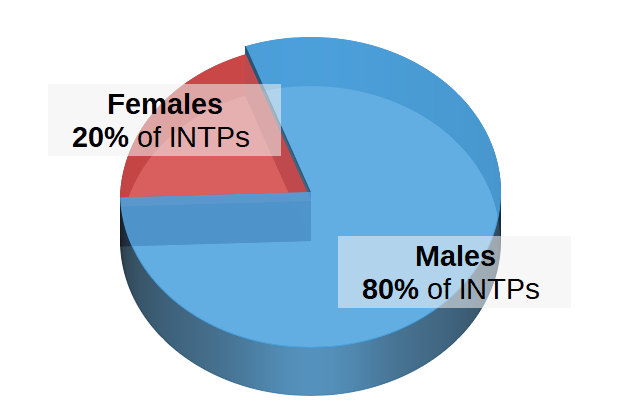 Females
20% of INTPs
Males
80% of INTPs